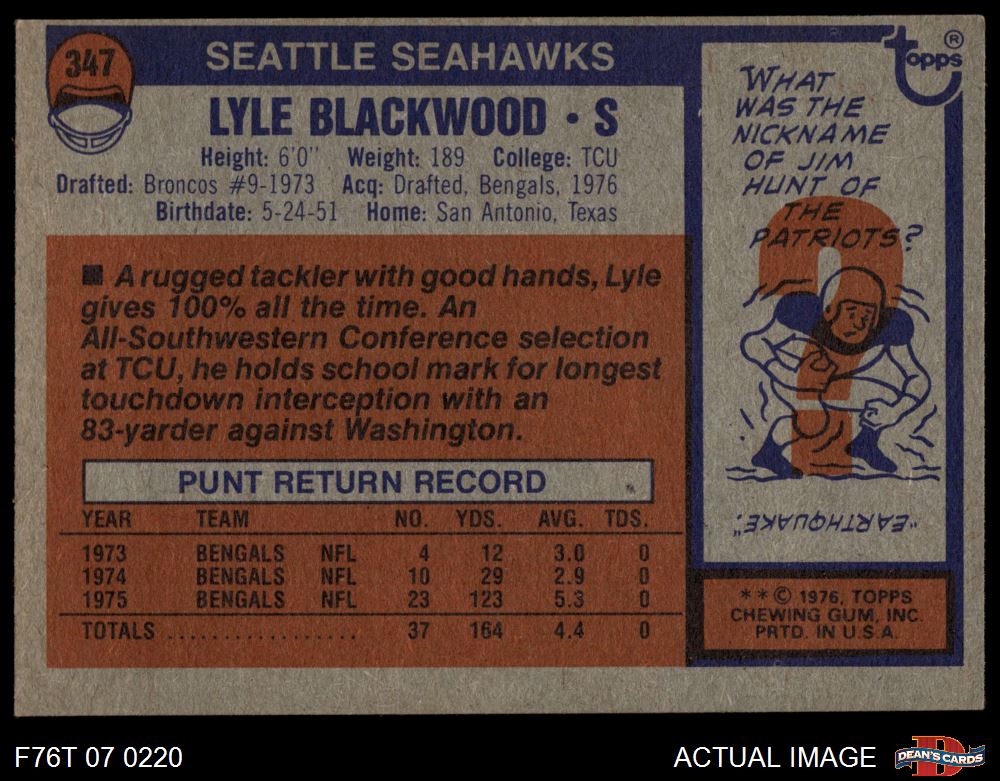 347
SEATTLE SEAHAWKS
LYLE BLACKWOOD • S
Height: 6'0" Weight: 189 College: TCU
Drafted: Broncos #9-1973 Acq: Drafted, Bengals, 1976
Birthdate: 5-24-51 Home: San Antonio, Texas
■ A rugged tackler with good hands, Lyle
gives 100% all the time. An
All-Southwestern Conference selection
at TCU, he holds school mark for longest
touchdown interception with an
83-yarder against Washington.
PUNT RETURN RECORD
YEAR TEAM NO. YDS. AVG. TDS.
1973 BENGALS NFL 4 12 3.0 0
1974 BENGALS NFL 10 29 2.9 0
1975 BENGALS NFL 23 123 5.3 0
TOTALS .................. 37 164 4.4 0
topps ®
WHAT
WAS THE
NICKNAME
OF JIM
HUNT OF
THE
PATRIOTS?
?
"EARTHQUAKE."
**© 1976, TOPPS
CHEWING GUM, INC.
PRTD. IN U.S.A.
F76T 07 0220
ACTUAL IMAGE
D
DEAN'S CARDS